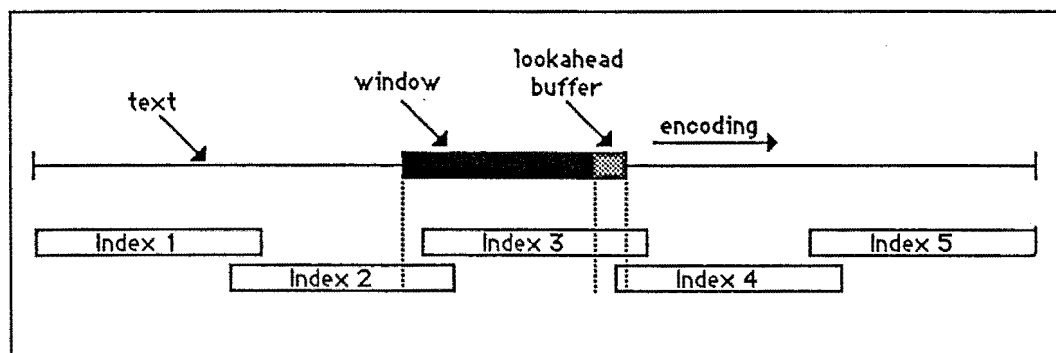 lookahead
buffer
window
text
encoding
Index 1
Index 3
Index 5
Index 2
Index 4